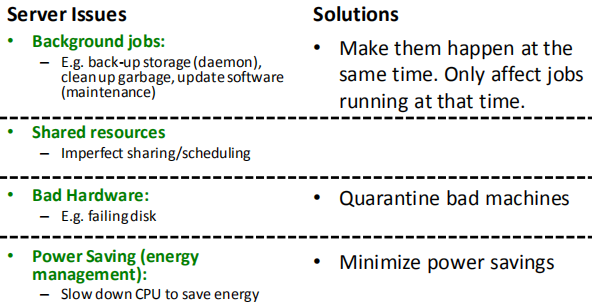 Server Issues
• Background jobs:
– E.g. back-up storage (daemon),
clean up garbage, update software
(maintenance)
• Shared resources
– Imperfect sharing/scheduling
• Bad Hardware:
– E.g. failing disk
• Power Saving (energy
management):
– Slow down CPU to save energy
Solutions
• Make them happen at the
same time. Only affect jobs
running at that time.
• Quarantine bad machines
• Minimize power savings